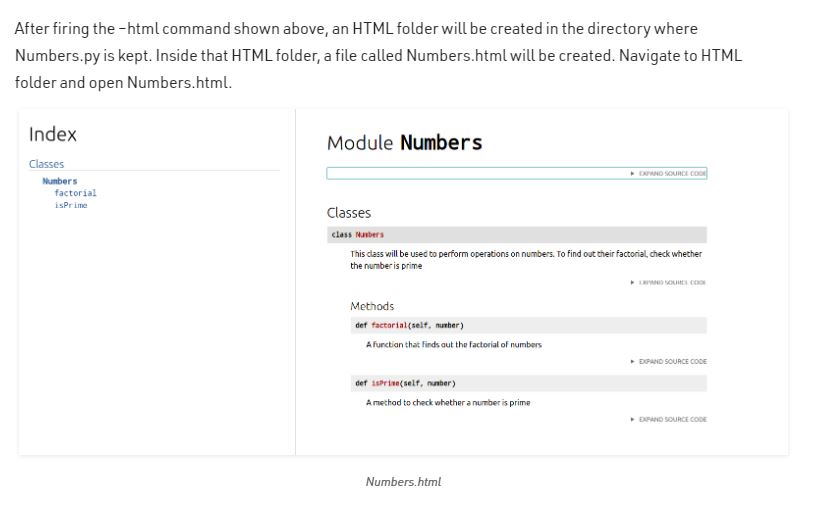 After firing the –html command shown above, an HTML folder will be created in the directory where
Numbers.py is kept. Inside that HTML folder, a file called Numbers.html will be created. Navigate to HTML
folder and open Numbers.html.
Index
Classes
Numbers
factorial
isPrime
Module Numbers
▸ EXPAND SOURCE CODE
Classes
class Numbers
This class will be used to perform operations on numbers. To find out their factorial, check whether
the number is prime
▸ EXPAND SOURCE CODE
Methods
def factorial(self, number)
A function that finds out the factorial of numbers
▸ EXPAND SOURCE CODE
def isPrime(self, number)
A method to check whether a number is prime
▸ EXPAND SOURCE CODE
Numbers.html